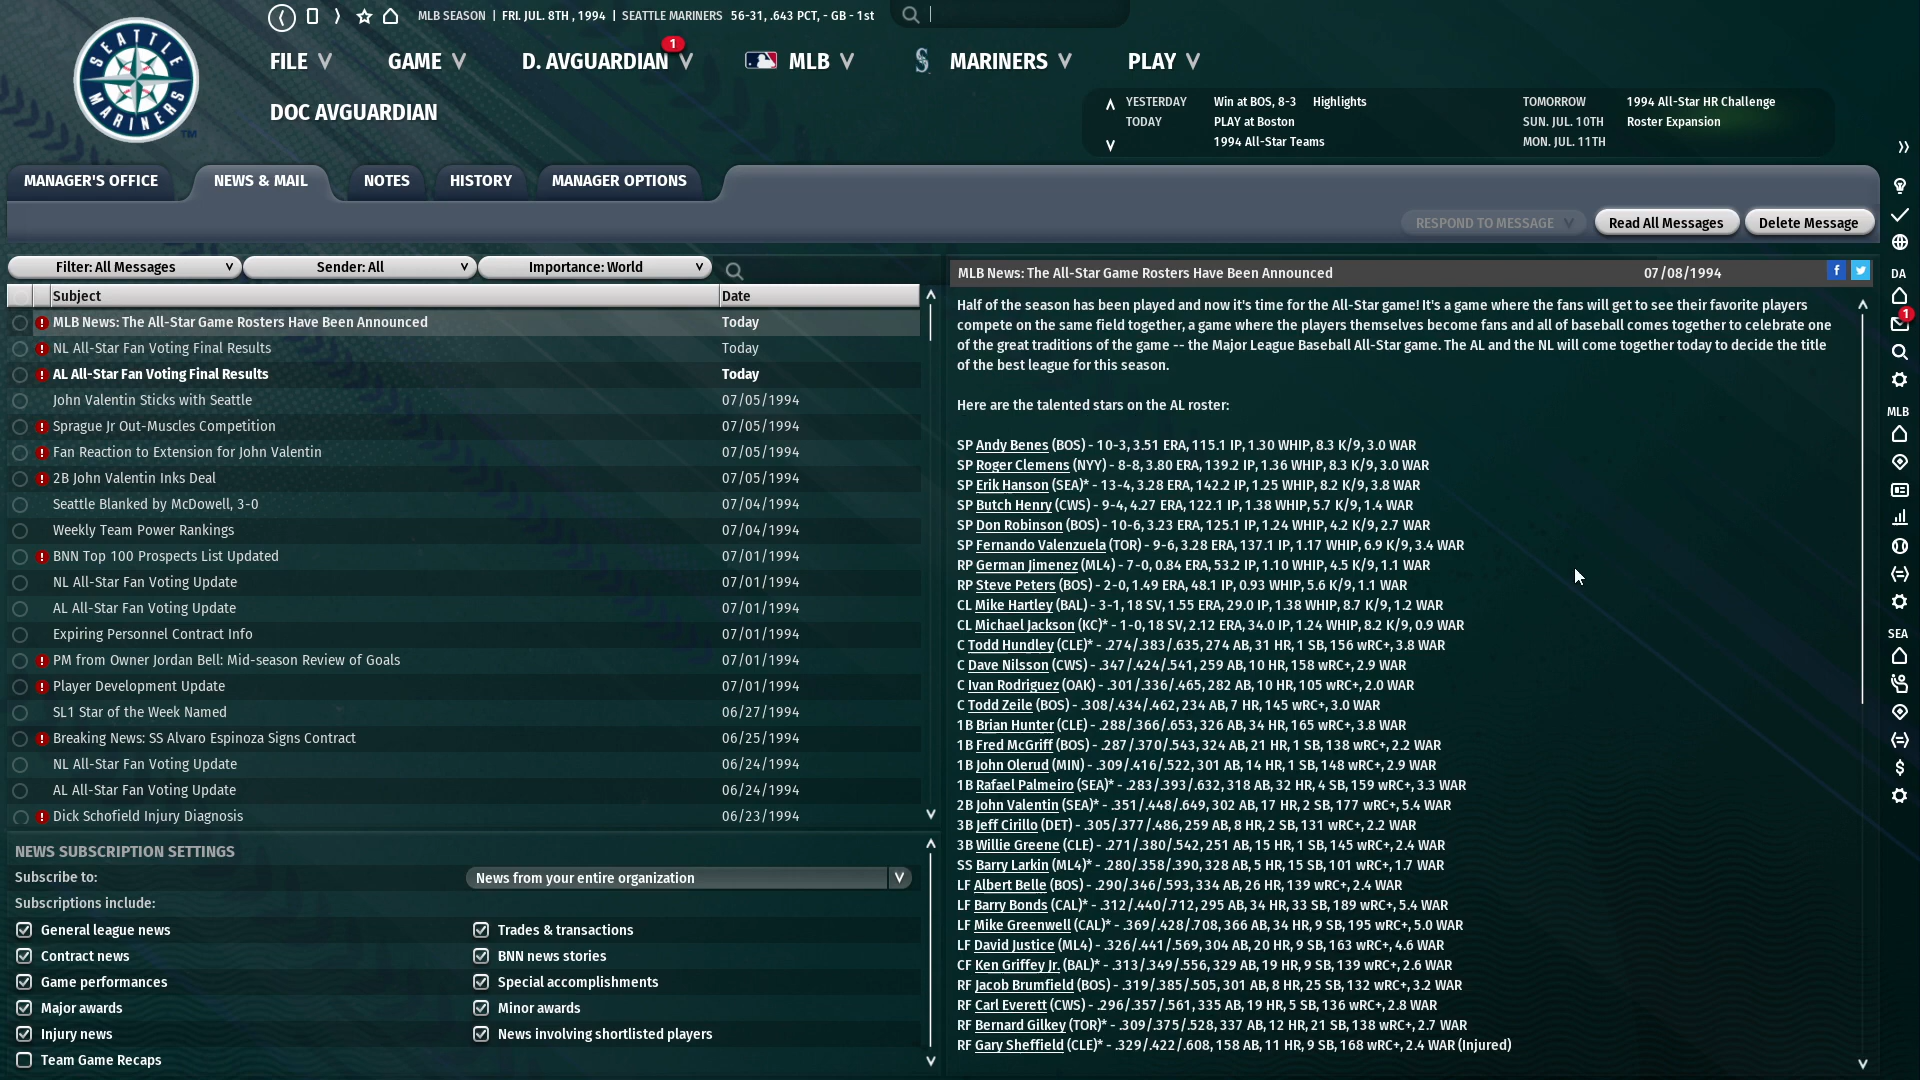 MLB SEASON | FRI. JUL. 8TH , 1994 | SEATTLE MARINERS 56-31, .643 PCT, - GB - 1st
SEATTLE MARINERS TM
FILE GAME D. AVGUARDIAN 1 MLB MARINERS PLAY
DOC AVGUARDIAN
YESTERDAY Win at BOS, 8-3 Highlights TOMORROW 1994 All-Star HR Challenge
TODAY PLAY at Boston SUN. JUL. 10TH Roster Expansion
1994 All-Star Teams MON. JUL. 11TH
MANAGER'S OFFICE NEWS & MAIL NOTES HISTORY MANAGER OPTIONS
RESPOND TO MESSAGE Read All Messages Delete Message
Filter: All Messages Sender: All Importance: World
Subject Date
MLB News: The All-Star Game Rosters Have Been Announced Today
NL All-Star Fan Voting Final Results Today
AL All-Star Fan Voting Final Results Today
John Valentin Sticks with Seattle 07/05/1994
Sprague Jr Out-Muscles Competition 07/05/1994
Fan Reaction to Extension for John Valentin 07/05/1994
2B John Valentin Inks Deal 07/05/1994
Seattle Blanked by McDowell, 3-0 07/04/1994
Weekly Team Power Rankings 07/04/1994
BNN Top 100 Prospects List Updated 07/01/1994
NL All-Star Fan Voting Update 07/01/1994
AL All-Star Fan Voting Update 07/01/1994
Expiring Personnel Contract Info 07/01/1994
PM from Owner Jordan Bell: Mid-season Review of Goals 07/01/1994
Player Development Update 07/01/1994
SL1 Star of the Week Named 06/27/1994
Breaking News: SS Alvaro Espinoza Signs Contract 06/25/1994
NL All-Star Fan Voting Update 06/24/1994
AL All-Star Fan Voting Update 06/24/1994
Dick Schofield Injury Diagnosis 06/23/1994
NEWS SUBSCRIPTION SETTINGS
Subscribe to: News from your entire organization
Subscriptions include:
General league news Trades & transactions
Contract news BNN news stories
Game performances Special accomplishments
Major awards Minor awards
Injury news News involving shortlisted players
Team Game Recaps
MLB News: The All-Star Game Rosters Have Been Announced 07/08/1994
Half of the season has been played and now it's time for the All-Star game! It's a game where the fans will get to see their favorite players
compete on the same field together, a game where the players themselves become fans and all of baseball comes together to celebrate one
of the great traditions of the game -- the Major League Baseball All-Star game. The AL and the NL will come together today to decide the title
of the best league for this season.
Here are the talented stars on the AL roster:
SP Andy Benes (BOS) - 10-3, 3.51 ERA, 115.1 IP, 1.30 WHIP, 8.3 K/9, 3.0 WAR
SP Roger Clemens (NYY) - 8-8, 3.80 ERA, 139.2 IP, 1.36 WHIP, 8.3 K/9, 3.0 WAR
SP Erik Hanson (SEA)* - 13-4, 3.28 ERA, 142.2 IP, 1.25 WHIP, 8.2 K/9, 3.8 WAR
SP Butch Henry (CWS) - 9-4, 4.27 ERA, 122.1 IP, 1.38 WHIP, 5.7 K/9, 1.4 WAR
SP Don Robinson (BOS) - 10-6, 3.23 ERA, 125.1 IP, 1.24 WHIP, 4.2 K/9, 2.7 WAR
SP Fernando Valenzuela (TOR) - 9-6, 3.28 ERA, 137.1 IP, 1.17 WHIP, 6.9 K/9, 3.4 WAR
RP German Jimenez (ML4) - 7-0, 0.84 ERA, 53.2 IP, 1.10 WHIP, 4.5 K/9, 1.1 WAR
RP Steve Peters (BOS) - 2-0, 1.49 ERA, 48.1 IP, 0.93 WHIP, 5.6 K/9, 1.1 WAR
CL Mike Hartley (BAL) - 3-1, 18 SV, 1.55 ERA, 29.0 IP, 1.38 WHIP, 8.7 K/9, 1.2 WAR
CL Michael Jackson (KC)* - 1-0, 18 SV, 2.12 ERA, 34.0 IP, 1.24 WHIP, 8.2 K/9, 0.9 WAR
C Todd Hundley (CLE)* - .274/.383/.635, 274 AB, 31 HR, 1 SB, 156 wRC+, 3.8 WAR
C Dave Nilsson (CWS) - .347/.424/.541, 259 AB, 10 HR, 158 wRC+, 2.9 WAR
C Ivan Rodriguez (OAK) - .301/.336/.465, 282 AB, 10 HR, 105 wRC+, 2.0 WAR
C Todd Zeile (BOS) - .308/.434/.462, 234 AB, 7 HR, 145 wRC+, 3.0 WAR
1B Brian Hunter (CLE) - .288/.366/.653, 326 AB, 34 HR, 165 wRC+, 3.8 WAR
1B Fred McGriff (BOS) - .287/.370/.543, 324 AB, 21 HR, 1 SB, 138 wRC+, 2.2 WAR
1B John Olerud (MIN) - .309/.416/.522, 301 AB, 14 HR, 1 SB, 148 wRC+, 2.9 WAR
1B Rafael Palmeiro (SEA)* - .283/.393/.632, 318 AB, 32 HR, 4 SB, 159 wRC+, 3.3 WAR
2B John Valentin (SEA)* - .351/.448/.649, 302 AB, 17 HR, 2 SB, 177 wRC+, 5.4 WAR
3B Jeff Cirillo (DET) - .305/.377/.486, 259 AB, 8 HR, 2 SB, 131 wRC+, 2.2 WAR
3B Willie Greene (CLE) - .271/.380/.542, 251 AB, 15 HR, 1 SB, 145 wRC+, 2.4 WAR
SS Barry Larkin (ML4)* - .280/.358/.390, 328 AB, 5 HR, 15 SB, 101 wRC+, 1.7 WAR
LF Albert Belle (BOS) - .290/.346/.593, 334 AB, 26 HR, 139 wRC+, 2.4 WAR
LF Barry Bonds (CAL)* - .312/.440/.712, 295 AB, 34 HR, 33 SB, 189 wRC+, 5.4 WAR
LF Mike Greenwell (CAL)* - .369/.428/.708, 366 AB, 34 HR, 9 SB, 195 wRC+, 5.0 WAR
LF David Justice (ML4) - .326/.441/.569, 304 AB, 20 HR, 9 SB, 163 wRC+, 4.6 WAR
CF Ken Griffey Jr. (BAL)* - .313/.349/.556, 329 AB, 19 HR, 9 SB, 139 wRC+, 2.6 WAR
RF Jacob Brumfield (BOS) - .319/.385/.505, 301 AB, 8 HR, 25 SB, 132 wRC+, 3.2 WAR
RF Carl Everett (CWS) - .296/.357/.561, 335 AB, 19 HR, 5 SB, 136 wRC+, 2.8 WAR
RF Bernard Gilkey (TOR)* - .309/.375/.528, 337 AB, 12 HR, 21 SB, 138 wRC+, 2.7 WAR
RF Gary Sheffield (CLE)* - .329/.422/.608, 158 AB, 11 HR, 9 SB, 168 wRC+, 2.4 WAR (Injured)
DA
1
MLB
SEA